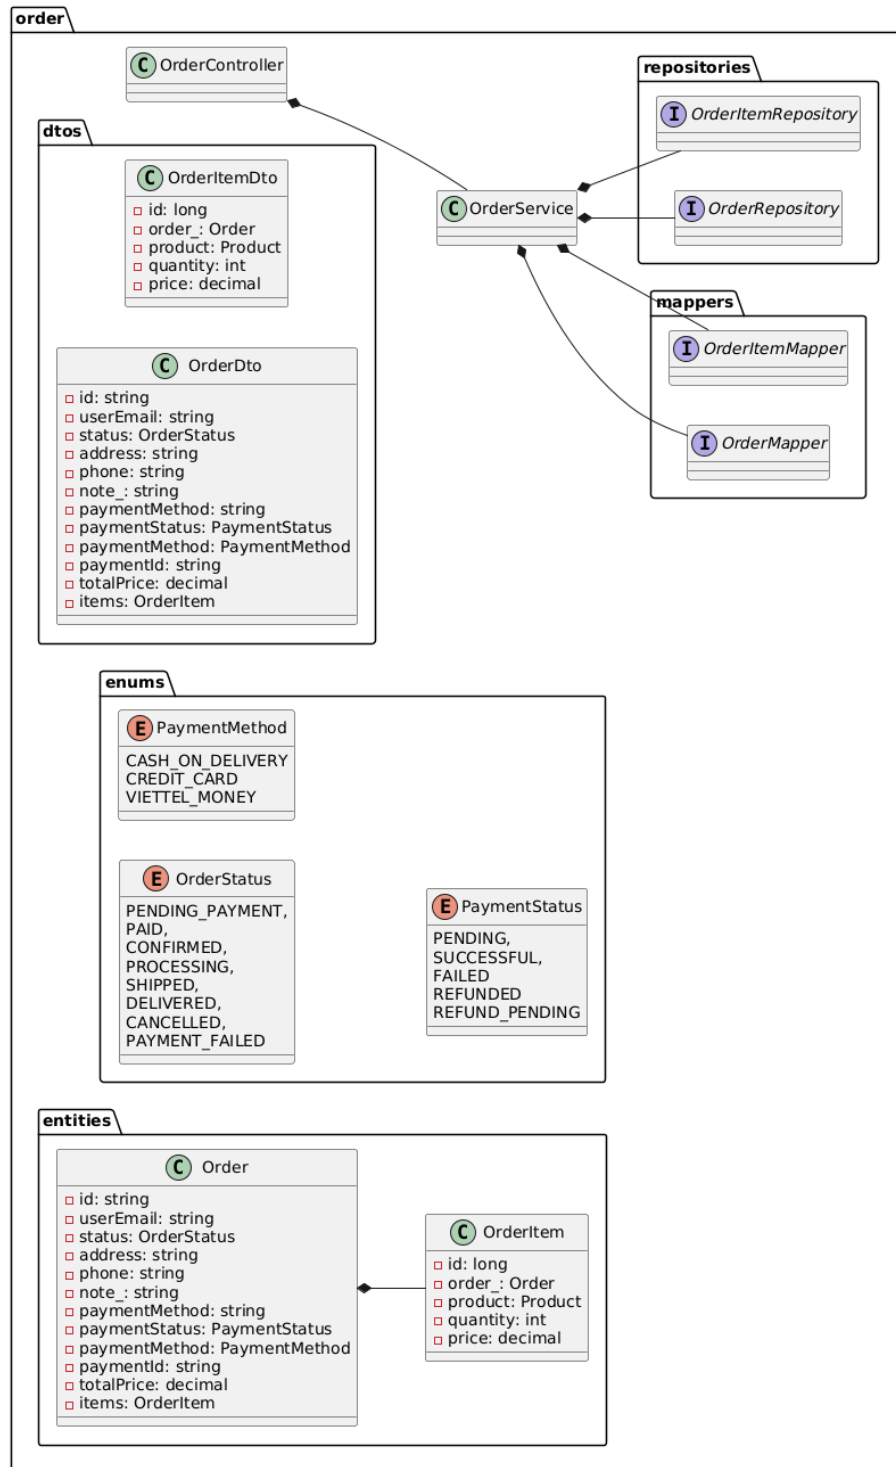 order
C OrderController
repositories
I OrderItemRepository
I OrderRepository
dtos
C OrderItemDto
id: long
order_: Order
product: Product
quantity: int
price: decimal
C OrderService
mappers
I OrderItemMapper
I OrderMapper
C OrderDto
id: string
userEmail: string
status: OrderStatus
address: string
phone: string
note_: string
paymentMethod: string
paymentStatus: PaymentStatus
paymentMethod: PaymentMethod
paymentId: string
totalPrice: decimal
items: OrderItem
enums
E PaymentMethod
CASH_ON_DELIVERY
CREDIT_CARD
VIETTEL_MONEY
E OrderStatus
PENDING_PAYMENT,
PAID,
CONFIRMED,
PROCESSING,
SHIPPED,
DELIVERED,
CANCELLED,
PAYMENT_FAILED
E PaymentStatus
PENDING,
SUCCESSFUL,
FAILED
REFUNDED
REFUND_PENDING
entities
C Order
id: string
userEmail: string
status: OrderStatus
address: string
phone: string
note_: string
paymentMethod: string
paymentStatus: PaymentStatus
paymentMethod: PaymentMethod
paymentId: string
totalPrice: decimal
items: OrderItem
C OrderItem
id: long
order_: Order
product: Product
quantity: int
price: decimal